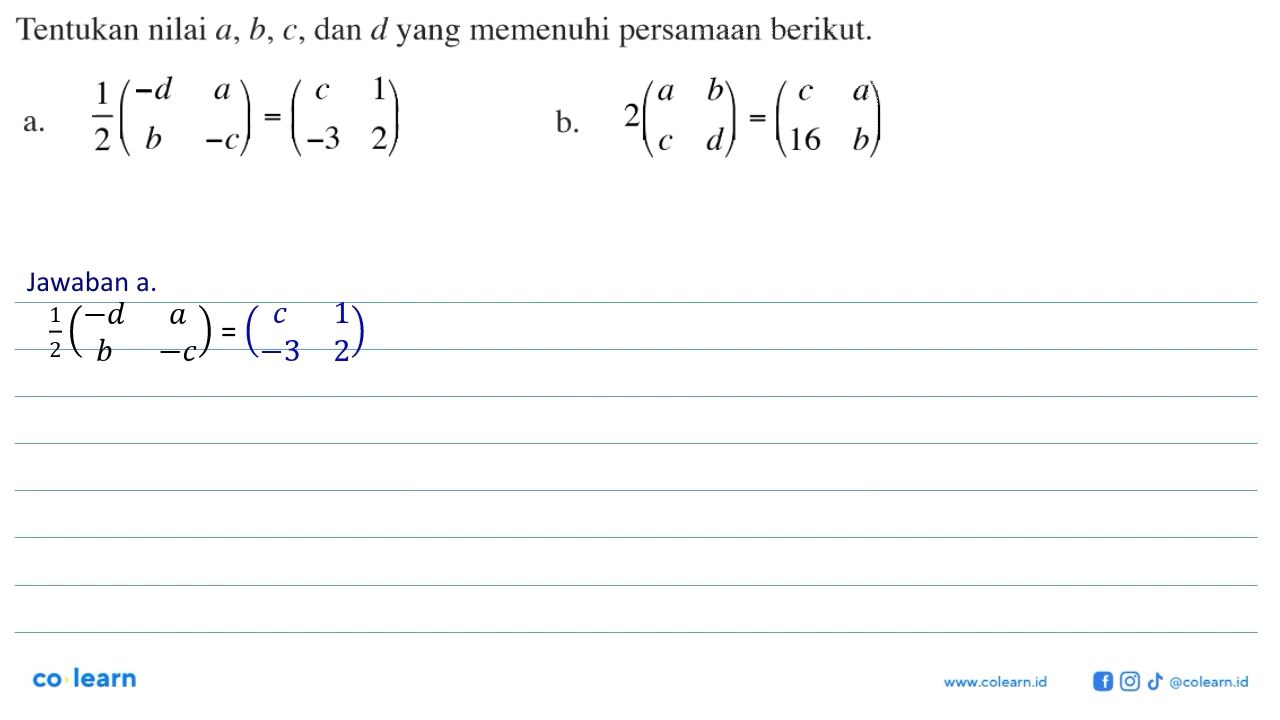 Tentukan nilai a, b, c, dan d yang memenuhi persamaan berikut.
a. 1/2 (−d a; b −c) = (c 1; −3 2) b. 2(a b; c d) = (c a; 16 b)
Jawaban a.
1/2 (−d a; b −c) = (c 1; −3 2)
co learn
www.colearn.id @colearn.id